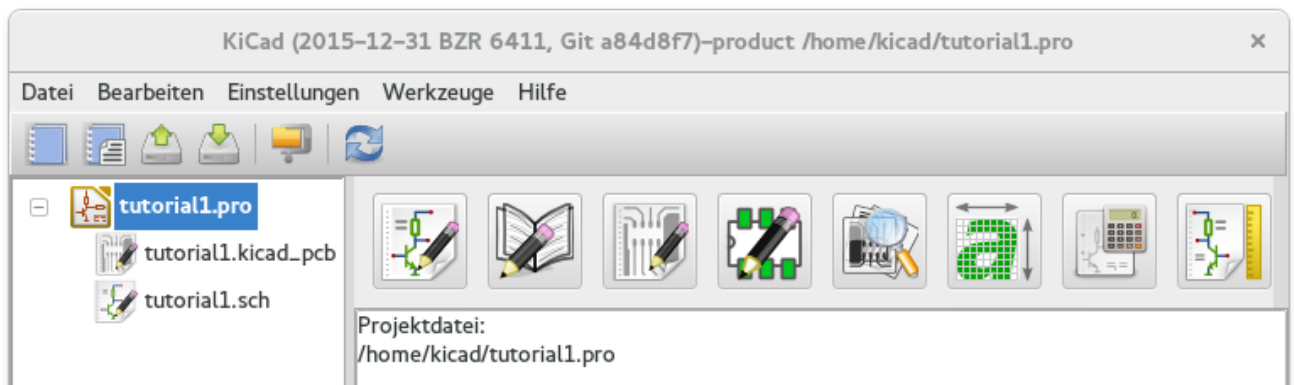 KiCad (2015-12-31 BZR 6411, Git a84d8f7)-product /home/kicad/tutorial1.pro
Datei Bearbeiten Einstellungen Werkzeuge Hilfe
tutorial1.pro
tutorial1.kicad_pcb
tutorial1.sch
Projektdatei:
/home/kicad/tutorial1.pro